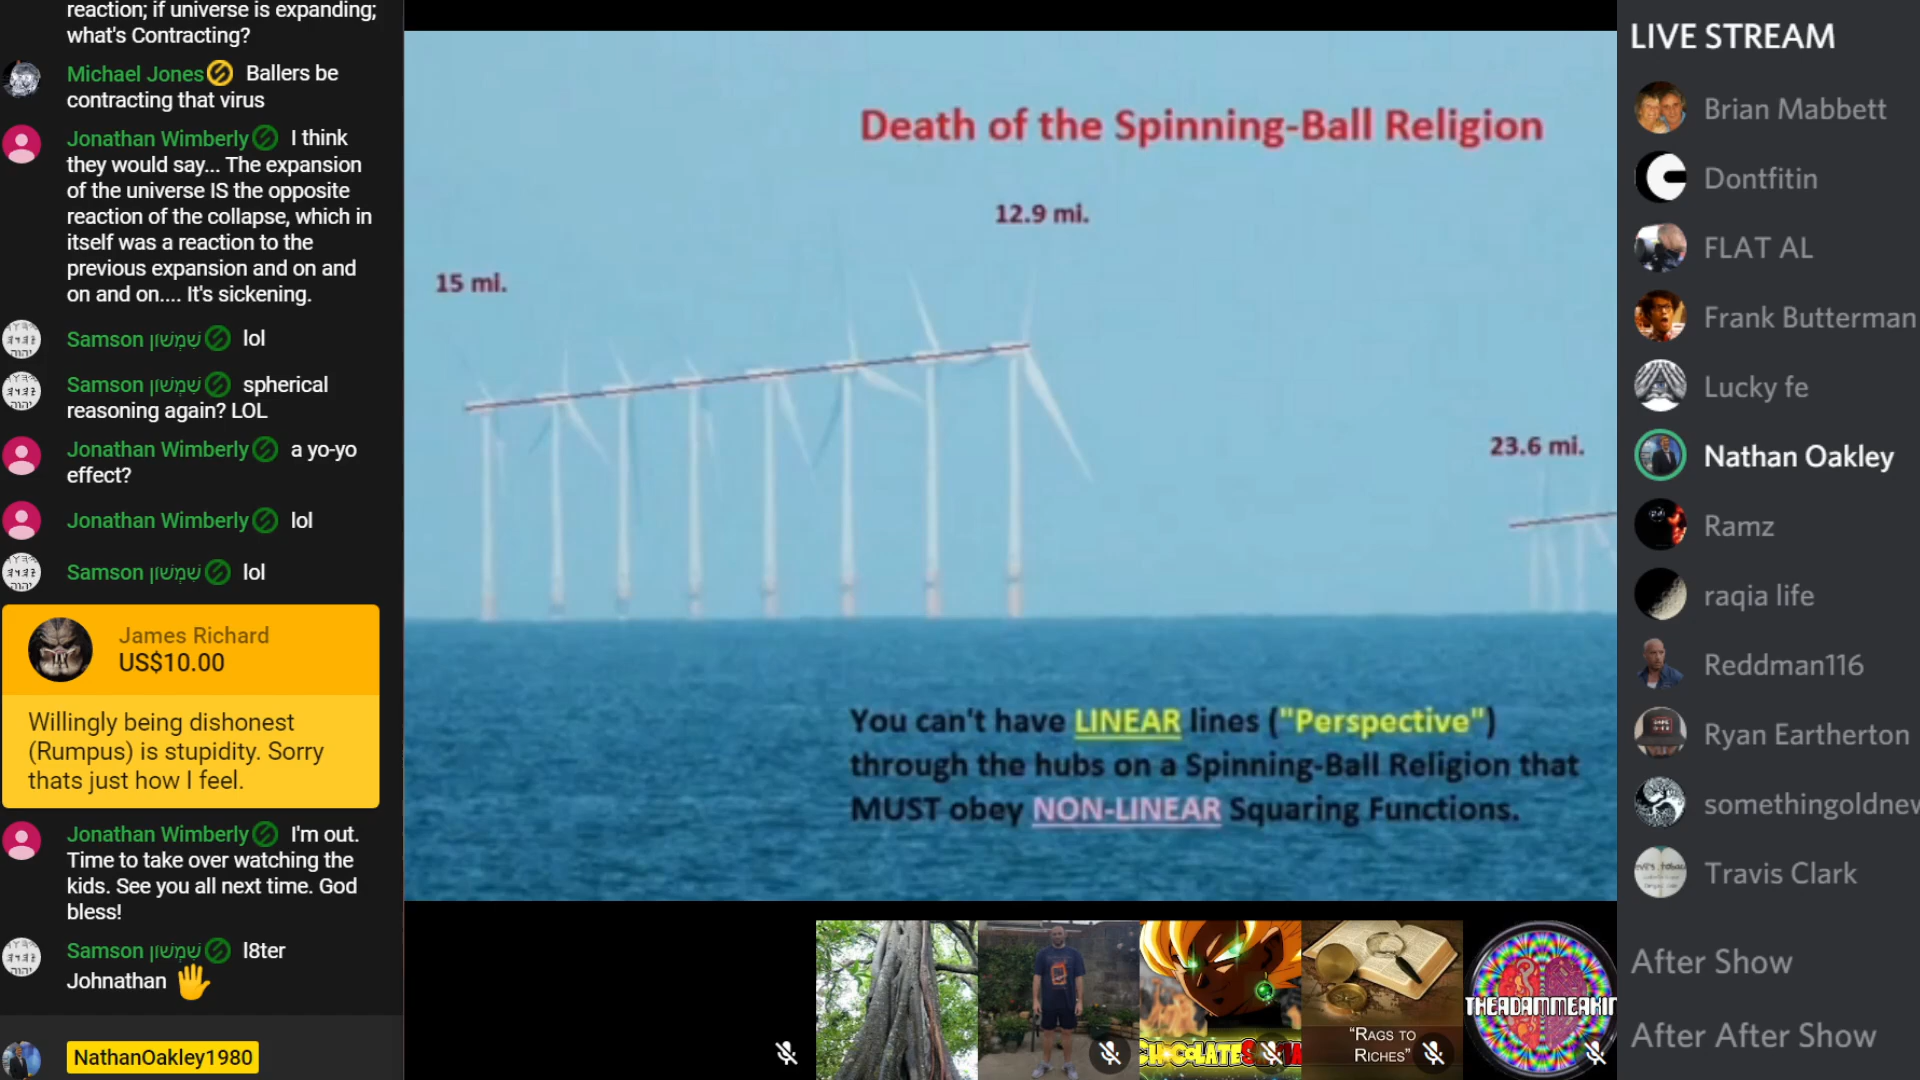 reaction; if universe is expanding;
what's Contracting?
Michael Jones Ballers be
contracting that virus
Jonathan Wimberly I think
they would say... The expansion
of the universe IS the opposite
reaction of the collapse, which in
itself was a reaction to the
previous expansion and on and
on and on.... It's sickening.
Samson שִׁמְשׁוֹן lol
Samson שִׁמְשׁוֹן spherical
reasoning again? LOL
Jonathan Wimberly a yo-yo
effect?
Jonathan Wimberly lol
Samson שִׁמְשׁוֹן lol
James Richard
US$10.00
Willingly being dishonest
(Rumpus) is stupidity. Sorry
thats just how I feel.
Jonathan Wimberly I'm out.
Time to take over watching the
kids. See you all next time. God
bless!
Samson שִׁמְשׁוֹן l8ter
Johnathan 🖐
NathanOakley1980
Death of the Spinning-Ball Religion
12.9 mi.
15 mi.
23.6 mi.
You can't have LINEAR lines ("Perspective")
through the hubs on a Spinning-Ball Religion that
MUST obey NON-LINEAR Squaring Functions.
"RAGS TO
RICHES"
THEADAMMEAKIN
LIVE STREAM
Brian Mabbett
Dontfitin
FLAT AL
Frank Butterman
Lucky fe
Nathan Oakley
Ramz
raqia life
Reddman116
Ryan Eartherton
somethingoldnew
Travis Clark
After Show
After After Show